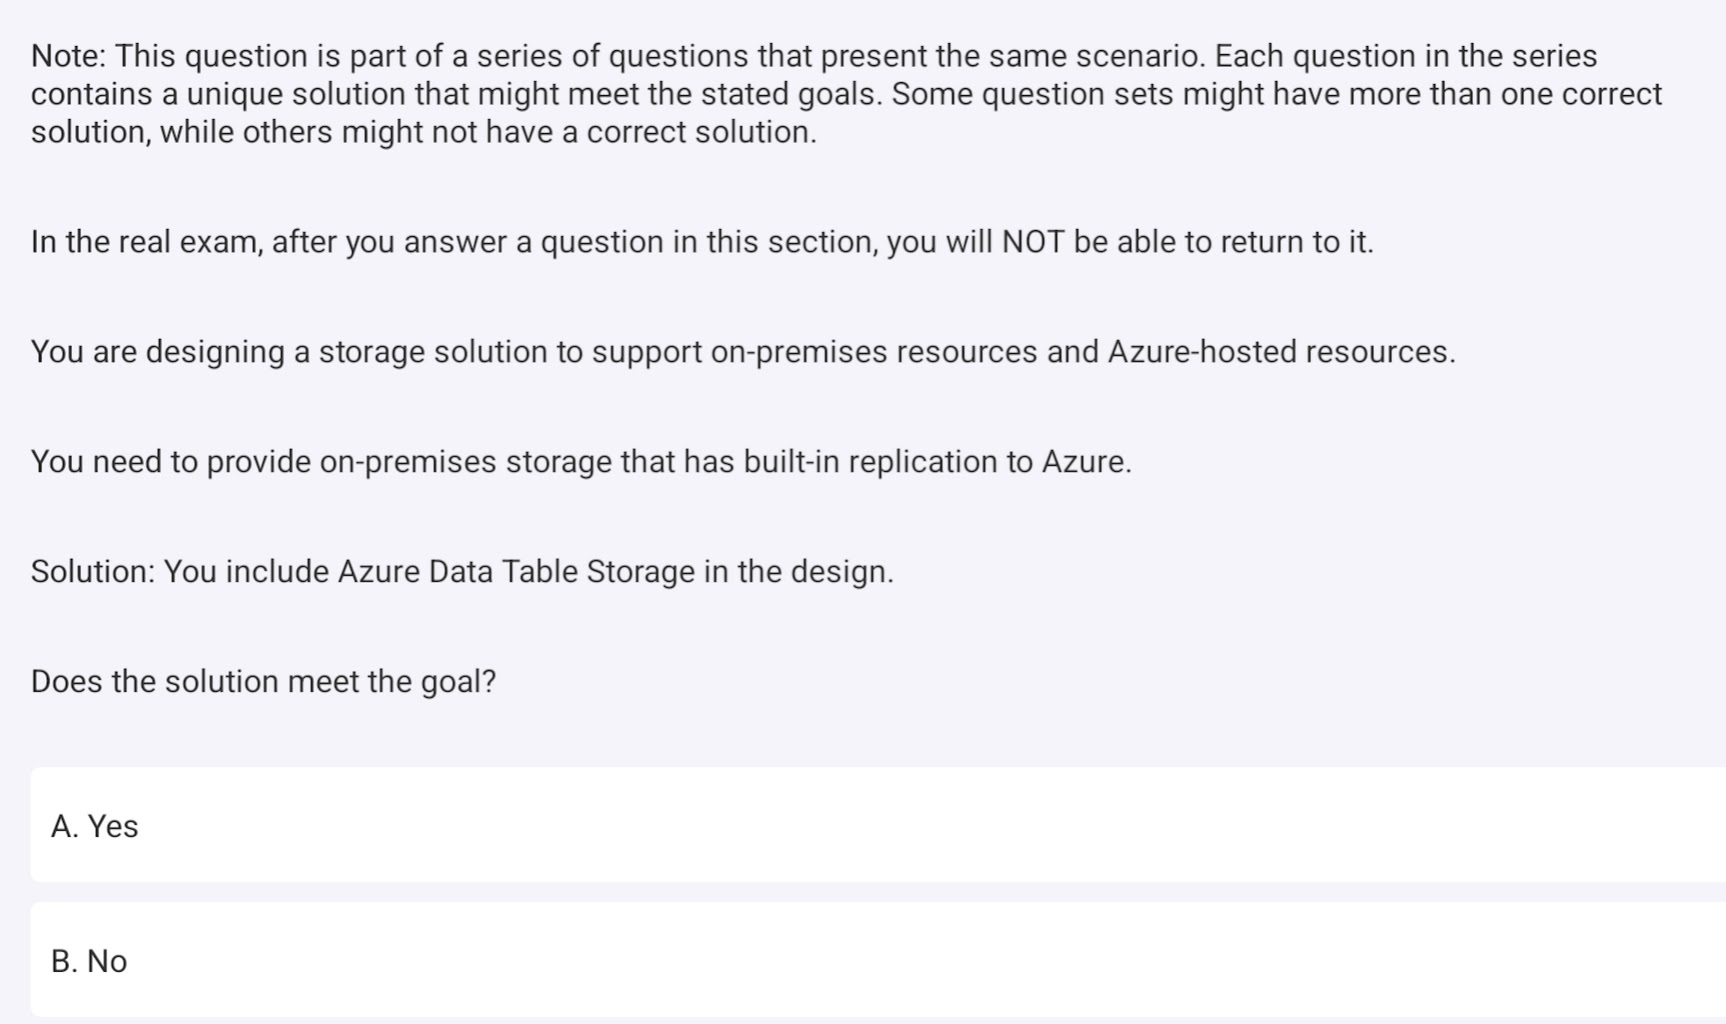 Note: This question is part of a series of questions that present the same scenario. Each question in the series
contains a unique solution that might meet the stated goals. Some question sets might have more than one correct
solution, while others might not have a correct solution.
In the real exam, after you answer a question in this section, you will NOT be able to return to it.
You are designing a storage solution to support on-premises resources and Azure-hosted resources.
You need to provide on-premises storage that has built-in replication to Azure.
Solution: You include Azure Data Table Storage in the design.
Does the solution meet the goal?
A. Yes
B. No